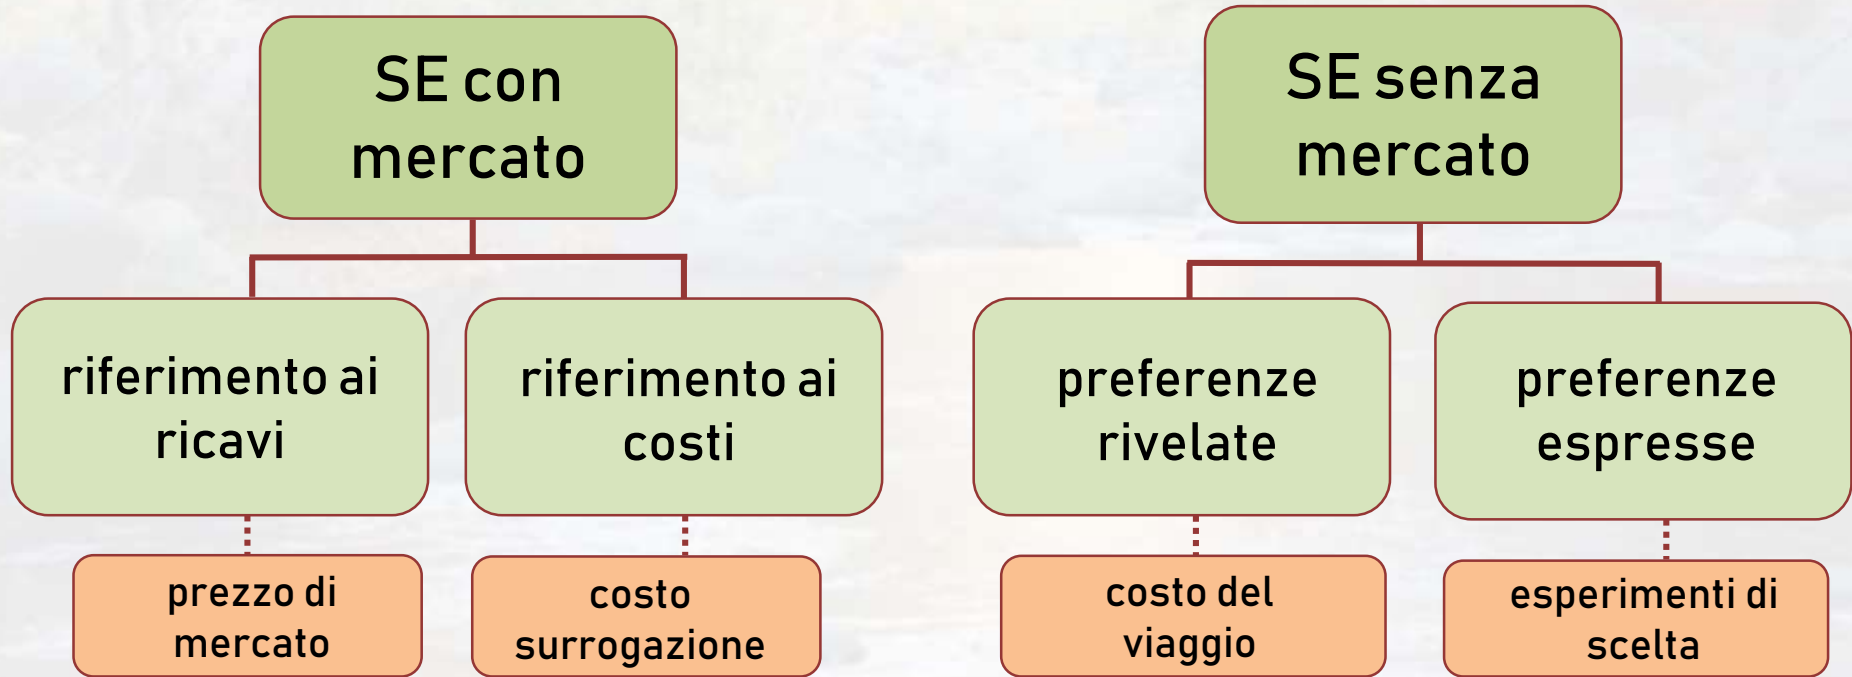 SE con
mercato
SE senza
mercato
riferimento ai
ricavi
riferimento ai
costi
preferenze
rivelate
preferenze
espresse
prezzo di
mercato
costo
surrogazione
costo del
viaggio
esperimenti di
scelta